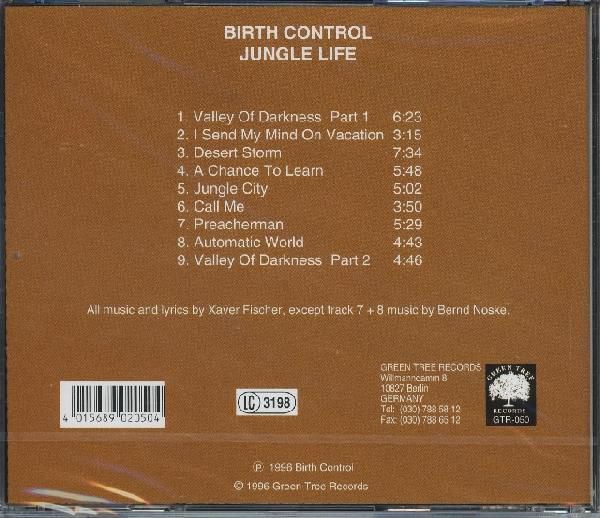 BIRTH CONTROL
JUNGLE LIFE
1. Valley Of Darkness Part 1 6:23
2. I Send My Mind On Vacation 3:15
3. Desert Storm 7:34
4. A Chance To Learn 5:48
5. Jungle City 5:02
6. Call Me 3:50
7. Preacherman 5:29
8. Automatic World 4:43
9. Valley Of Darkness Part 2 4:46
All music and lyrics by Xaver Fischer, except track 7 + 8 music by Bernd Noske.
GREEN TREE RECORDS
Willmanndamm 8
10827 Berlin
GERMANY
Tel: (030) 788 58 12
Fax: (030) 788 65 12
GREEN TREE
RECORDS
GTR-050
4 015689 020504
LC 3198
℗ 1996 Birth Control
© 1996 Green Tree Records